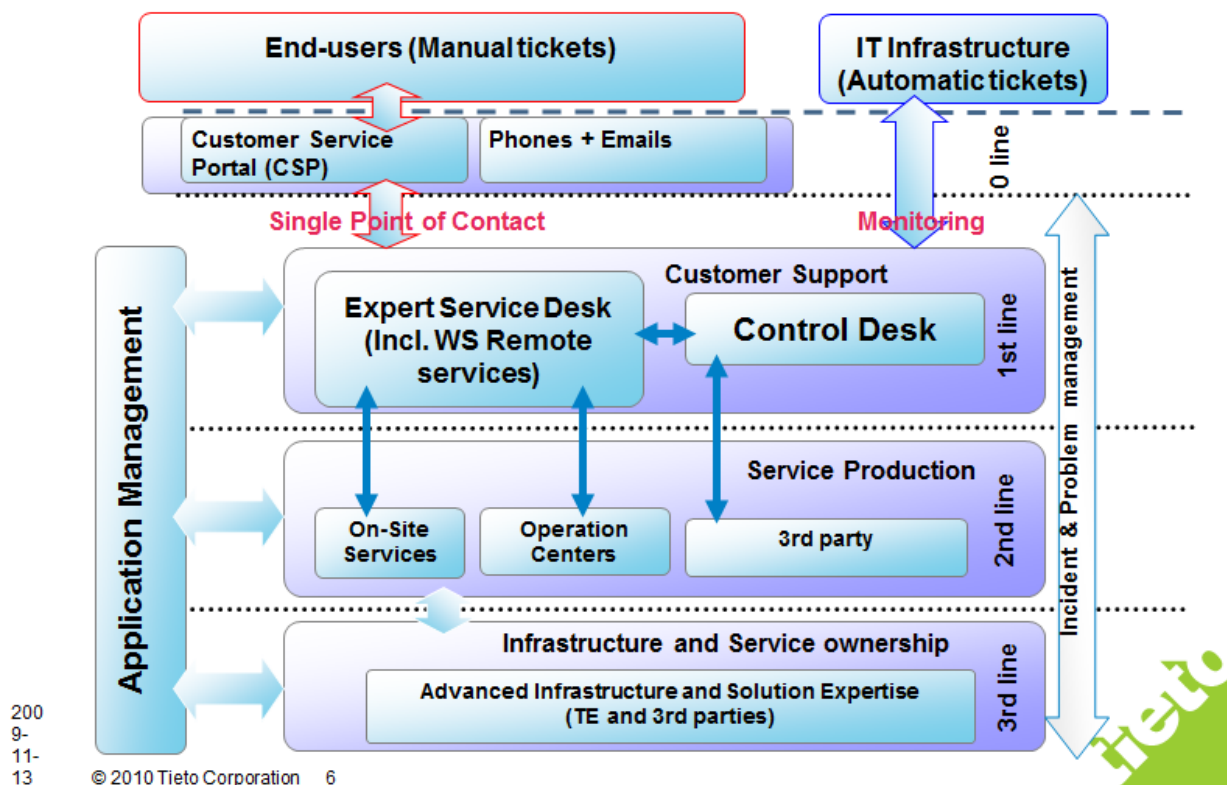 End-users (Manual tickets)
IT Infrastructure
(Automatic tickets)
Customer Service
Portal (CSP)
Phones + Emails
0 line
Single Point of Contact
Monitoring
Application Management
Customer Support
Expert Service Desk
(Incl. WS Remote
services)
Control Desk
1st line
Incident & Problem management
Service Production
On-Site
Services
Operation
Centers
3rd party
2nd line
Infrastructure and Service ownership
Advanced Infrastructure and Solution Expertise
(TE and 3rd parties)
3rd line
200
9-
11-
13
© 2010 Tieto Corporation
6
tieto